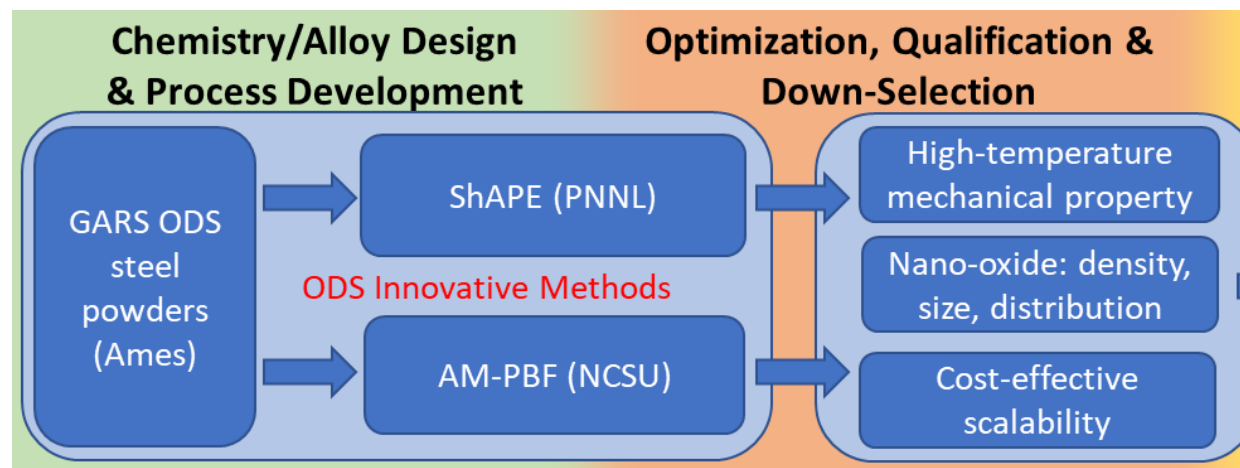 Chemistry/Alloy Design
& Process Development
Optimization, Qualification &
Down-Selection
GARS ODS
steel
powders
(Ames)
ShAPE (PNNL)
ODS Innovative Methods
AM-PBF (NCSU)
High-temperature
mechanical property
Nano-oxide: density,
size, distribution
Cost-effective
scalability